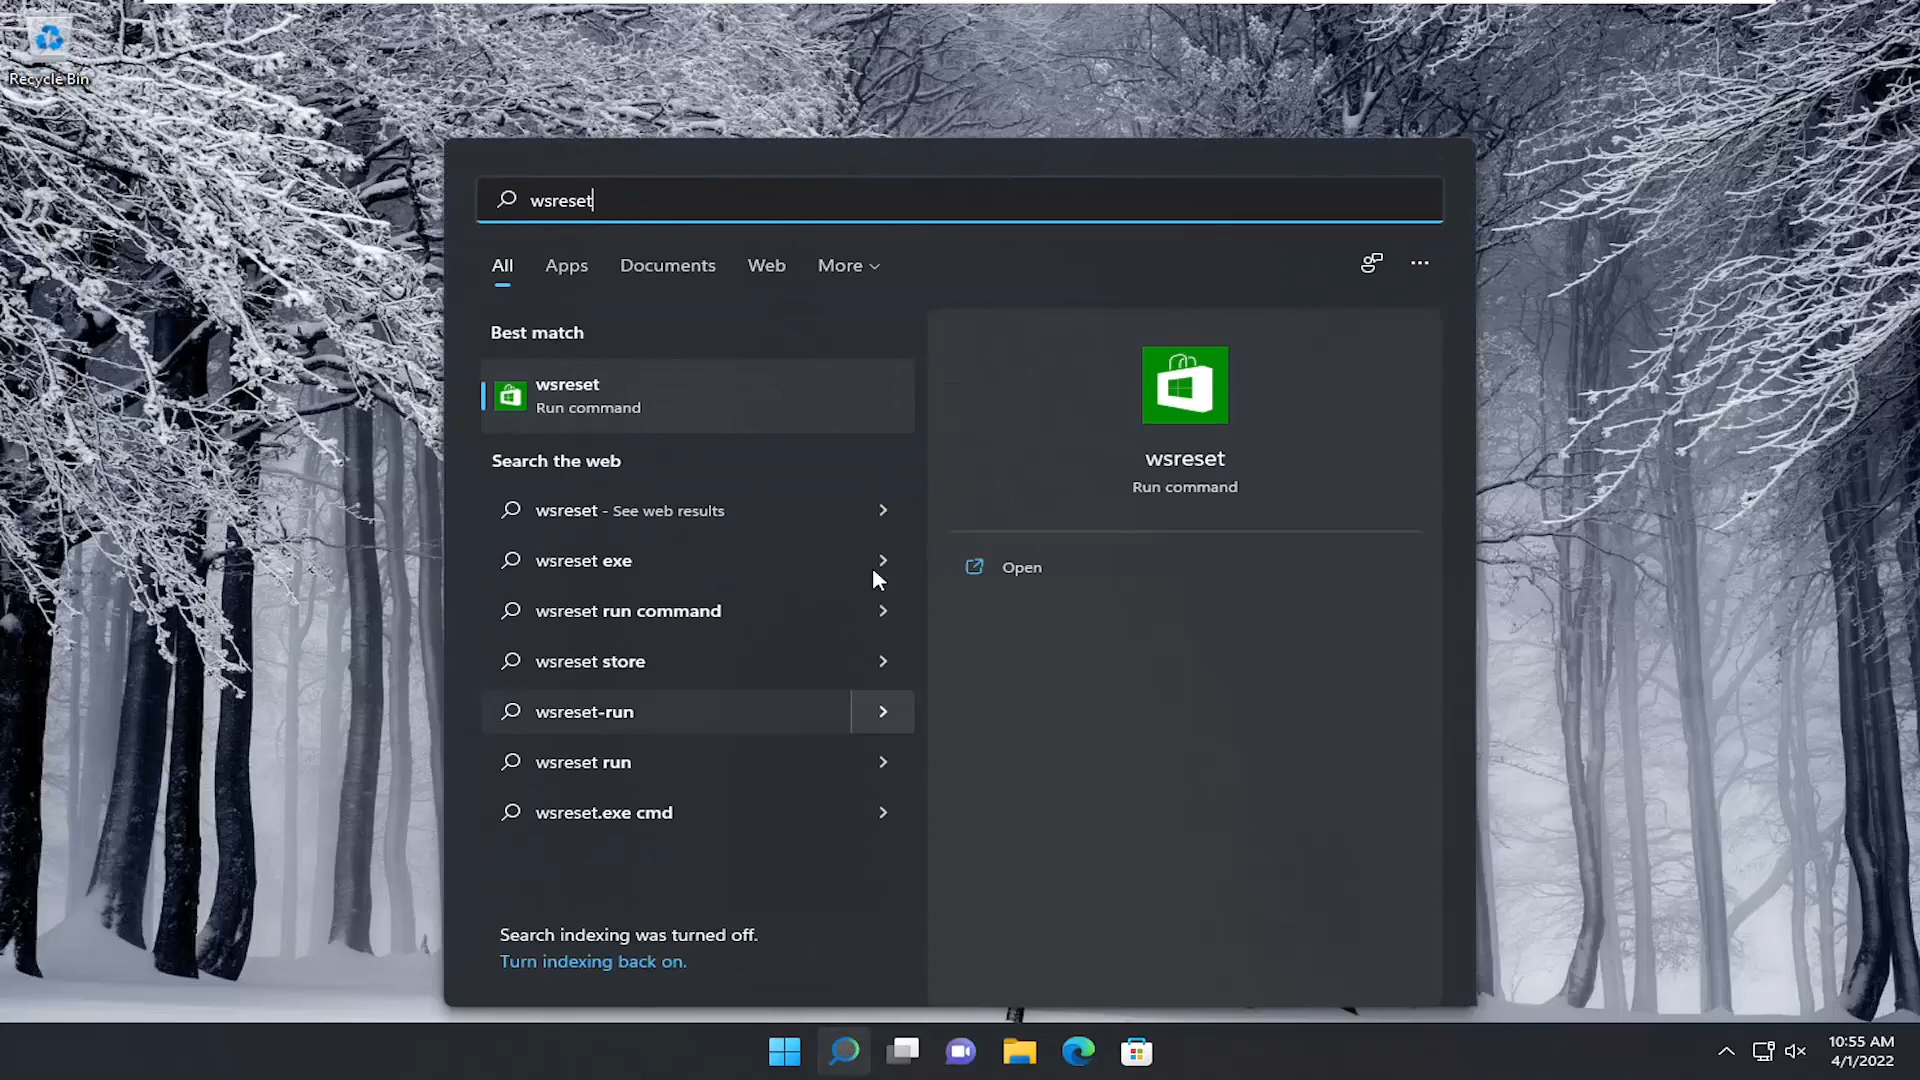 Recycle Bin
wsreset
All Apps Documents Web More
Best match
wsreset
Run command
Search the web
wsreset - See web results
wsreset exe
wsreset run command
wsreset store
wsreset-run
wsreset run
wsreset.exe cmd
Search indexing was turned off.
Turn indexing back on.
wsreset
Run command
Open
10:55 AM
4/1/2022